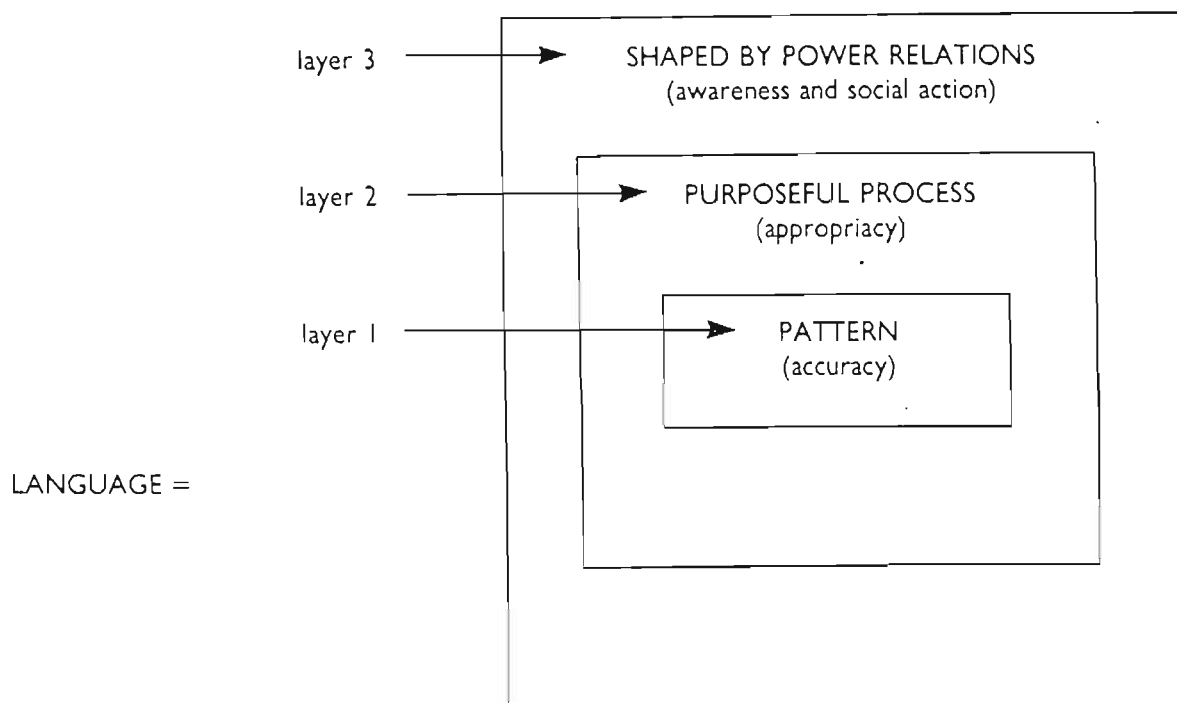 layer 3
SHAPED BY POWER RELATIONS
(awareness and social action)
layer 2
PURPOSEFUL PROCESS
(appropriacy)
layer 1
PATTERN
(accuracy)
LANGUAGE =